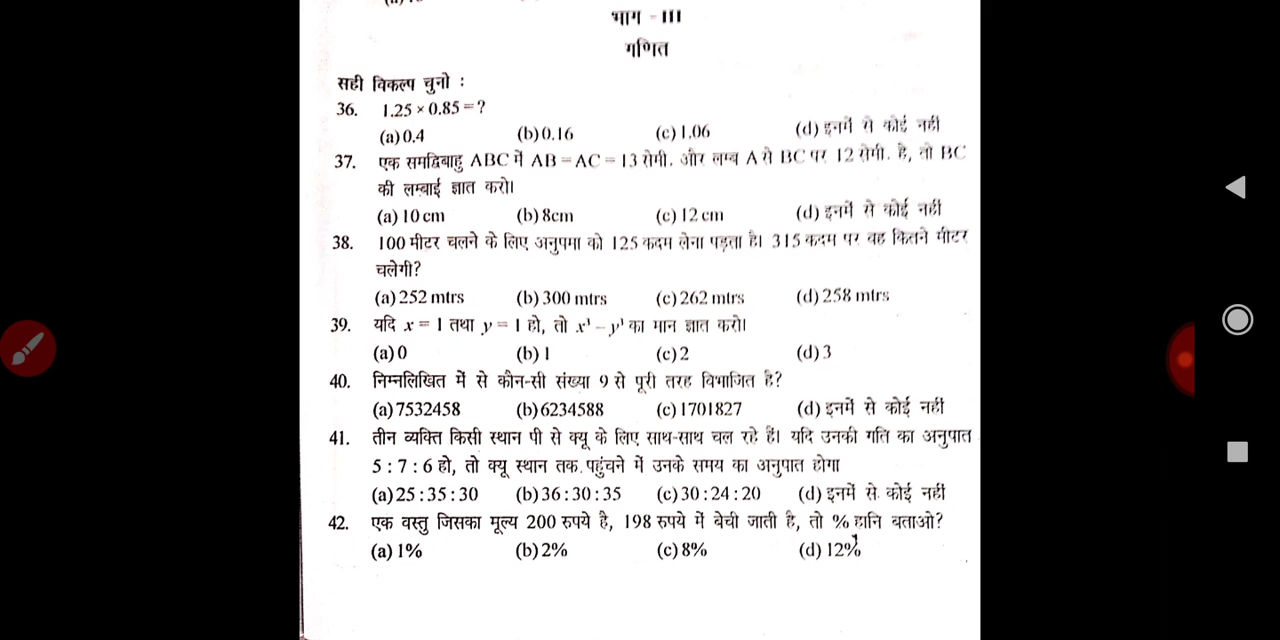 भाग - III
गणित
सही विकल्प चुनो :
36. 1.25 × 0.85 = ?
(a) 0.4 (b) 0.16 (c) 1.06 (d) इनमें से कोई नहीं
37. एक समद्विबाहु ABC में AB = AC = 13 सेमी. और लम्ब A से BC पर 12 सेमी. है, तो BC
की लम्बाई ज्ञात करो।
(a) 10 cm (b) 8cm (c) 12 cm (d) इनमें से कोई नहीं
38. 100 मीटर चलने के लिए अनुपमा को 125 कदम लेना पड़ता है। 315 कदम पर वह कितने मीटर
चलेगी?
(a) 252 mtrs (b) 300 mtrs (c) 262 mtrs (d) 258 mtrs
39. यदि x = 1 तथा y = 1 हो, तो का मान ज्ञात करो।
(a) 0 (b) 1 (c) 2 (d) 3
40. निम्नलिखित में से कौन-सी संख्या 9 से पूरी तरह विभाजित है?
(a) 7532458 (b) 6234588 (c) 1701827 (d) इनमें से कोई नहीं
41. तीन व्यक्ति किसी स्थान पी से क्यू के लिए साथ-साथ चल रहे हैं। यदि उनकी गति का अनुपात
5 : 7 : 6 हो, तो क्यू स्थान तक पहुंचने में उनके समय का अनुपात होगा
(a) 25 : 35 : 30 (b) 36 : 30 : 35 (c) 30 : 24 : 20 (d) इनमें से कोई नहीं
42. एक वस्तु जिसका मूल्य 200 रुपये है, 198 रुपये में बेची जाती है, तो % हानि बताओ?
(a) 1% (b) 2% (c) 8% (d) 12%